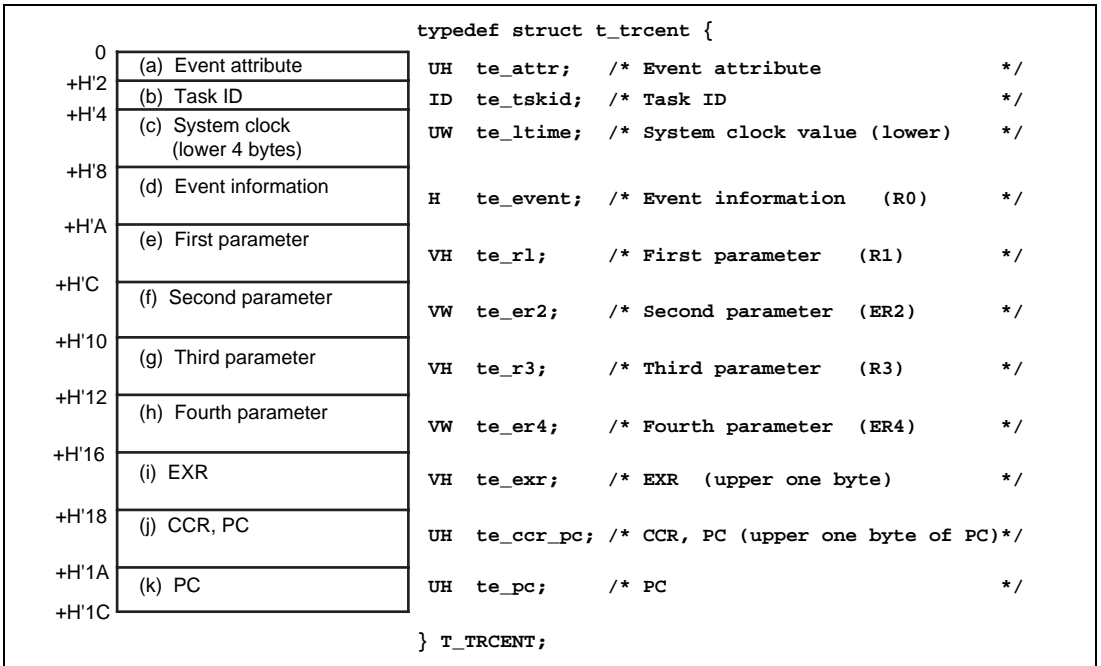 typedef struct t_trcent {
0
(a) Event attribute UH te_attr; /* Event attribute */
+H'2
(b) Task ID ID te_tskid; /* Task ID */
+H'4
(c) System clock UW te_ltime; /* System clock value (lower) */
(lower 4 bytes)
+H'8
(d) Event information H te_event; /* Event information (R0) */
+H'A
(e) First parameter VH te_rl; /* First parameter (R1) */
+H'C
(f) Second parameter VW te_er2; /* Second parameter (ER2) */
+H'10
(g) Third parameter VH te_r3; /* Third parameter (R3) */
+H'12
(h) Fourth parameter VW te_er4; /* Fourth parameter (ER4) */
+H'16
(i) EXR VH te_exr; /* EXR (upper one byte) */
+H'18
(j) CCR, PC UH te_ccr_pc; /* CCR, PC (upper one byte of PC)*/
+H'1A
(k) PC UH te_pc; /* PC */
+H'1C
} T_TRCENT;